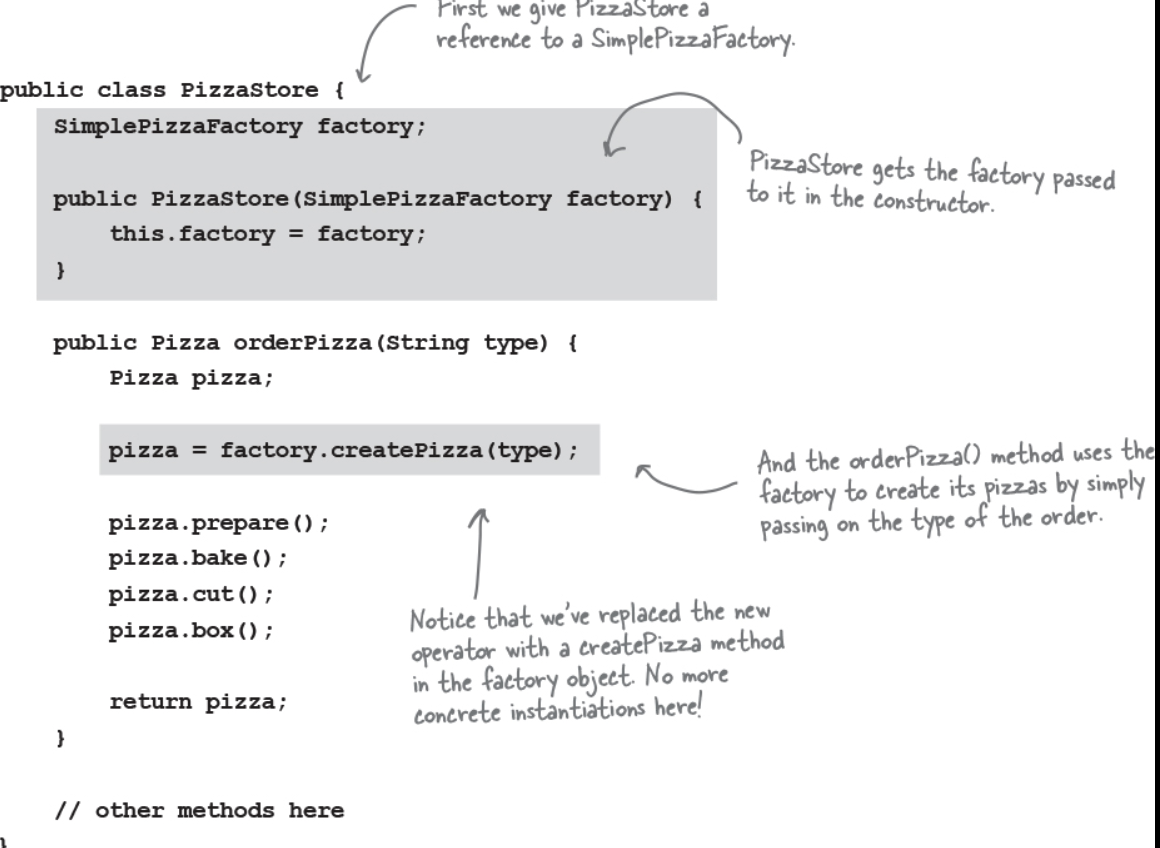 First we give PizzaStore a
reference to a SimplePizzaFactory.
public class PizzaStore {
SimplePizzaFactory factory;
PizzaStore gets the factory passed
to it in the constructor.
public PizzaStore(SimplePizzaFactory factory) {
this.factory = factory;
}
public Pizza orderPizza(String type) {
Pizza pizza;
pizza = factory.createPizza(type);
And the orderPizza() method uses the
factory to create its pizzas by simply
passing on the type of the order.
pizza.prepare();
pizza.bake();
pizza.cut();
pizza.box();
Notice that we've replaced the new
operator with a createPizza method
in the factory object. No more
concrete instantiations here!
return pizza;
}
// other methods here
}